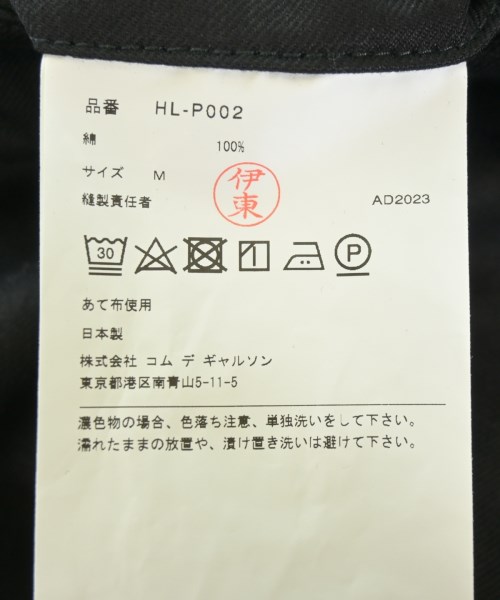 品番 HL-P002
綿 100%
サイズ M
縫製責任者 伊東 AD2023
30 P
あて布使用
日本製
株式会社 コム デ ギャルソン
東京都港区南青山5-11-5
濃色物の場合、色落ち注意、単独洗いをして下さい。
濡れたままの放置や、漬け置き洗いは避けて下さい。